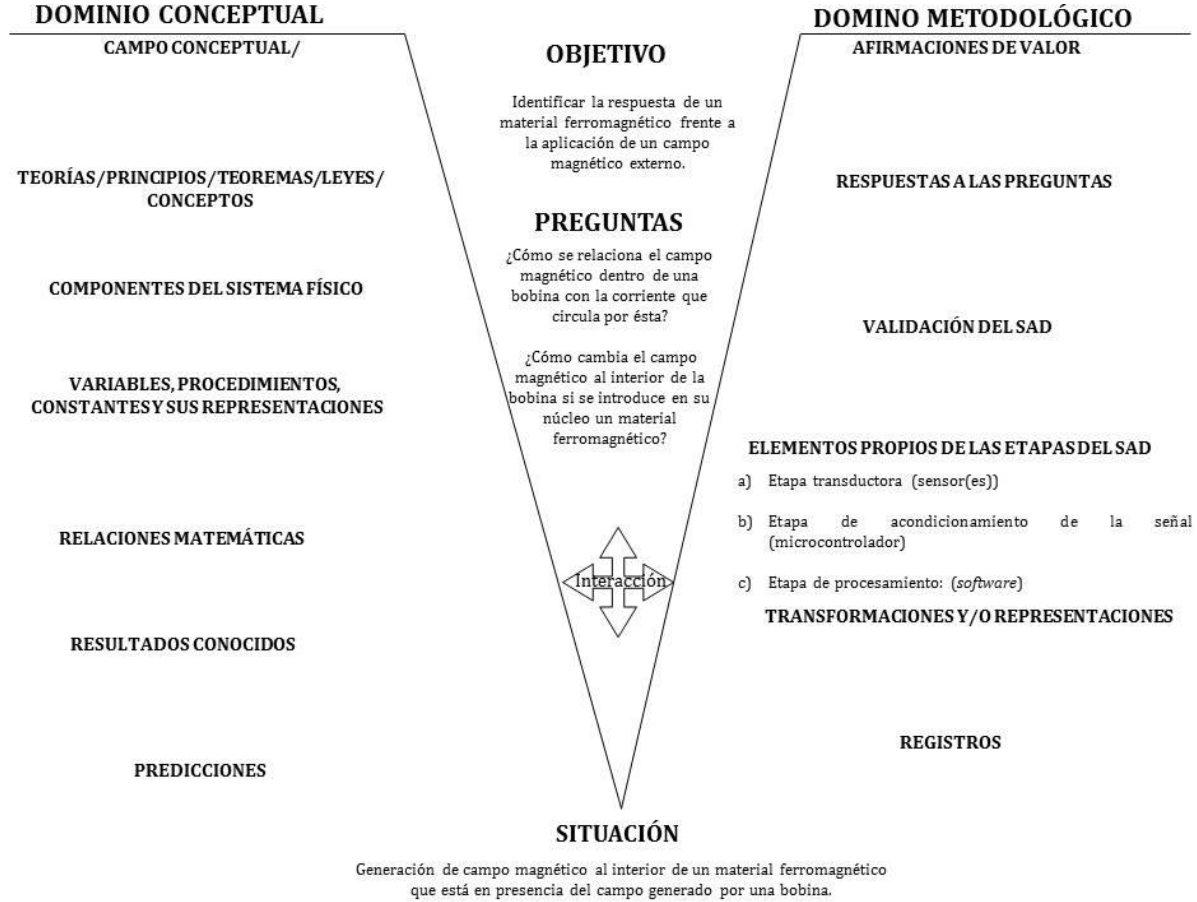 DOMINIO CONCEPTUAL
CAMPO CONCEPTUAL/
TEORÍAS/PRINCIPIOS/TEOREMAS/LEYES/
CONCEPTOS
COMPONENTES DEL SISTEMA FÍSICO
VARIABLES, PROCEDIMIENTOS,
CONSTANTES Y SUS REPRESENTACIONES
RELACIONES MATEMÁTICAS
RESULTADOS CONOCIDOS
PREDICCIONES
OBJETIVO
Identificar la respuesta de un
material ferromagnético frente a
la aplicación de un campo
magnético externo.
PREGUNTAS
¿Cómo se relaciona el campo
magnético dentro de una
bobina con la corriente que
circula por ésta?
¿Cómo cambia el campo
magnético al interior de la
bobina si se introduce en su
núcleo un material
ferromagnético?
Interacción
DOMINO METODOLÓGICO
AFIRMACIONES DE VALOR
RESPUESTAS A LAS PREGUNTAS
VALIDACIÓN DEL SAD
ELEMENTOS PROPIOS DE LAS ETAPAS DEL SAD
a) Etapa transductora (sensor(es))
b) Etapa de acondicionamiento de la señal
(microcontrolador)
c) Etapa de procesamiento: (software)
TRANSFORMACIONES Y/O REPRESENTACIONES
REGISTROS
SITUACIÓN
Generación de campo magnético al interior de un material ferromagnético
que está en presencia del campo generado por una bobina.